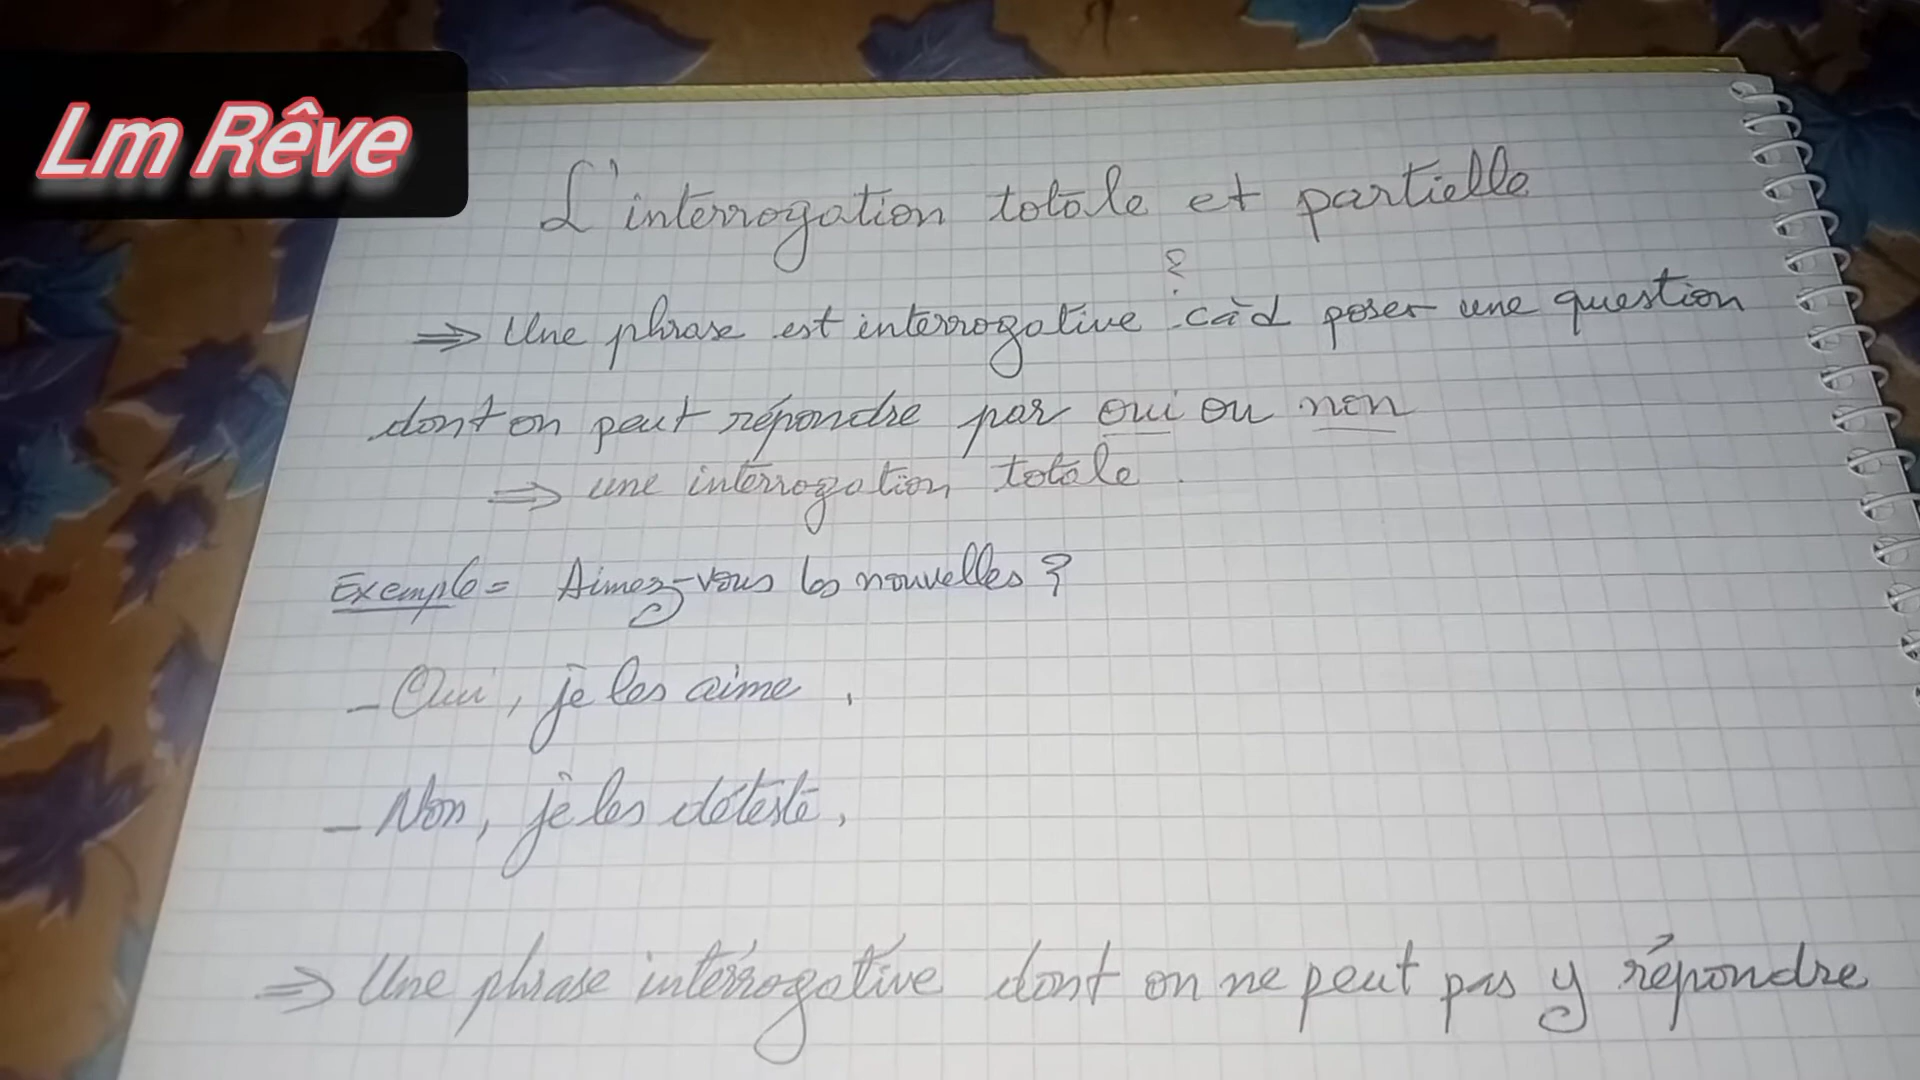 Lm Rêve
L'interrogation totale et partielle
?
⇒ Une phrase est interrogative càd poser une question
dont on peut répondre par oui ou non
⇒ une interrogation totale.
Exemple = Aimez-vous les nouvelles ?
- Oui, je les aime.
- Non, je les déteste.
⇒ Une phrase interrogative dont on ne peut pas y répondre